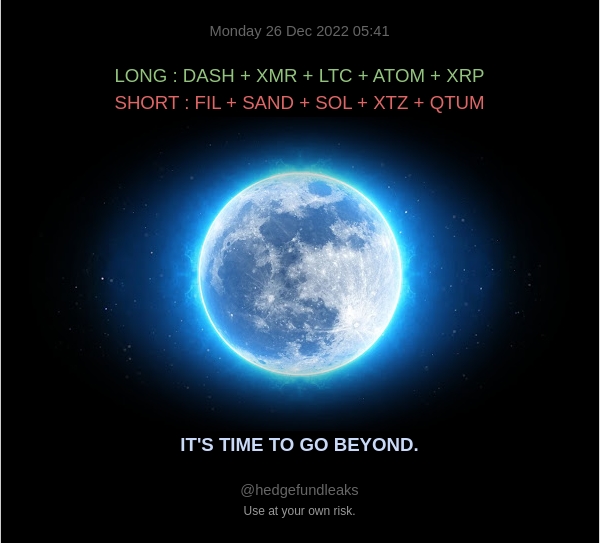 Monday 26 Dec 2022 05:41
LONG : DASH + XMR + LTC + ATOM + XRP
SHORT : FIL + SAND + SOL + XTZ + QTUM
IT'S TIME TO GO BEYOND.
@hedgefundleaks
Use at your own risk.